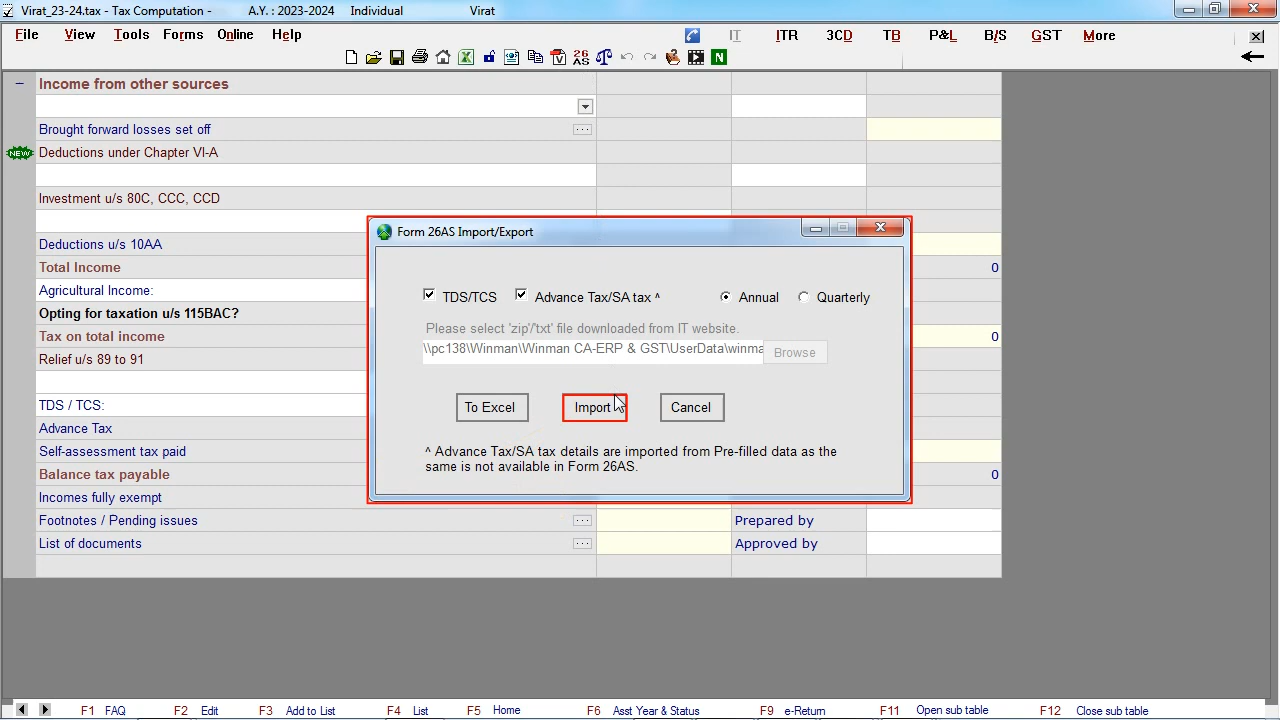 Virat_23-24.tax - Tax Computation - A.Y. : 2023-2024 Individual Virat
File View Tools Forms Online Help IT ITR 3CD TB P&L B/S GST More
26 AS N
Income from other sources
Brought forward losses set off
NEW Deductions under Chapter VI-A
Investment u/s 80C, CCC, CCD
Deductions u/s 10AA
Total Income 0
Agricultural Income:
Opting for taxation u/s 115BAC?
Tax on total income 0
Relief u/s 89 to 91
TDS / TCS:
Advance Tax
Self-assessment tax paid
Balance tax payable 0
Incomes fully exempt
Footnotes / Pending issues Prepared by
List of documents Approved by
Form 26AS Import/Export
TDS/TCS Advance Tax/SA tax ^ Annual Quarterly
Please select 'zip'/'txt' file downloaded from IT website.
\\pc138\Winman\Winman CA-ERP & GST\UserData\winma Browse
To Excel Import Cancel
^ Advance Tax/SA tax details are imported from Pre-filled data as the
same is not available in Form 26AS.
F1 FAQ F2 Edit F3 Add to List F4 List F5 Home F6 Asst Year & Status F9 e-Return F11 Open sub table F12 Close sub table